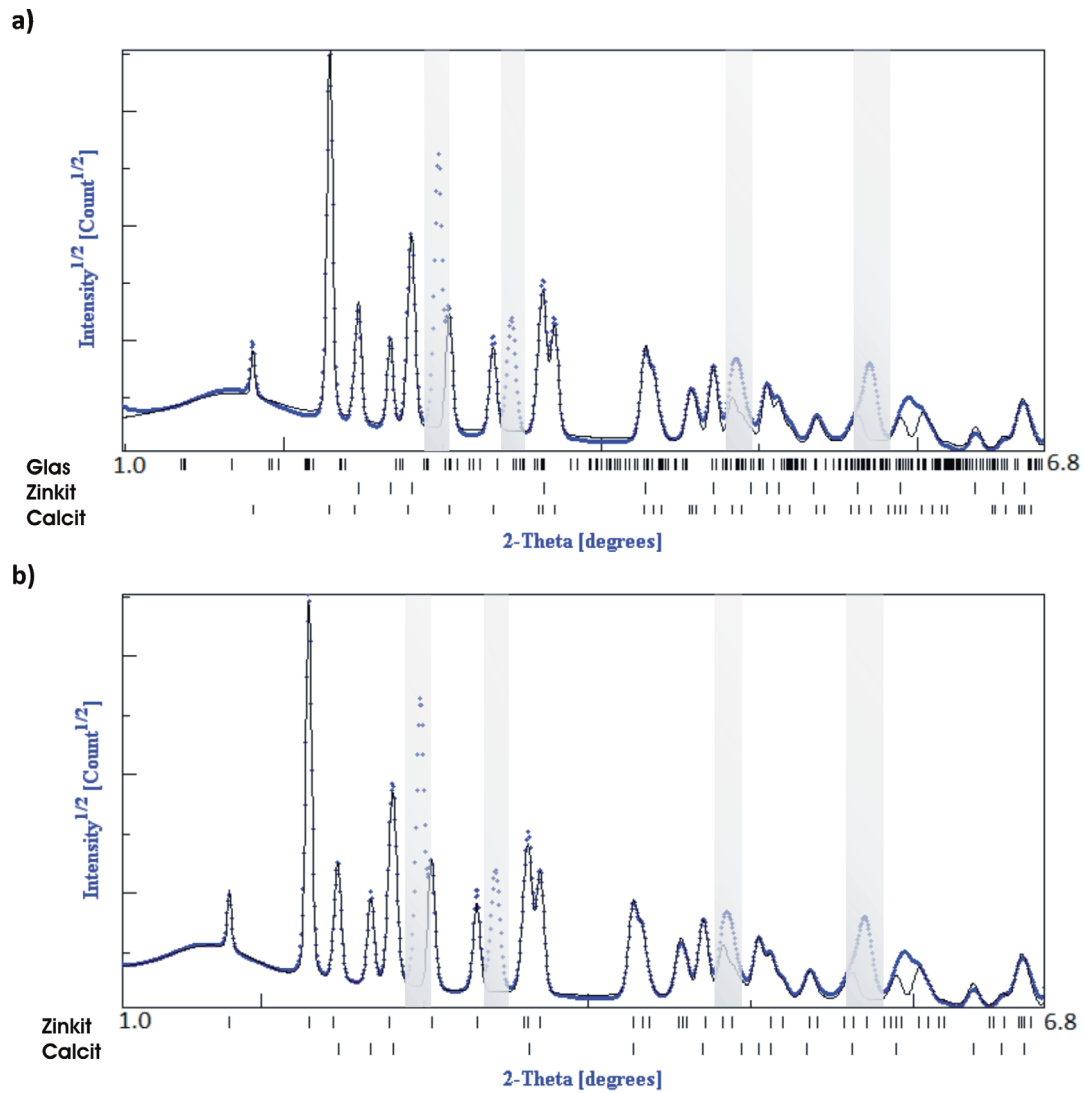 a)
Intensity1/2 [Count1/2]
1.0 6.8
Glas
Zinkit
Calcit
2-Theta [degrees]
b)
Intensity1/2 [Count1/2]
1.0 6.8
Zinkit
Calcit
2-Theta [degrees]